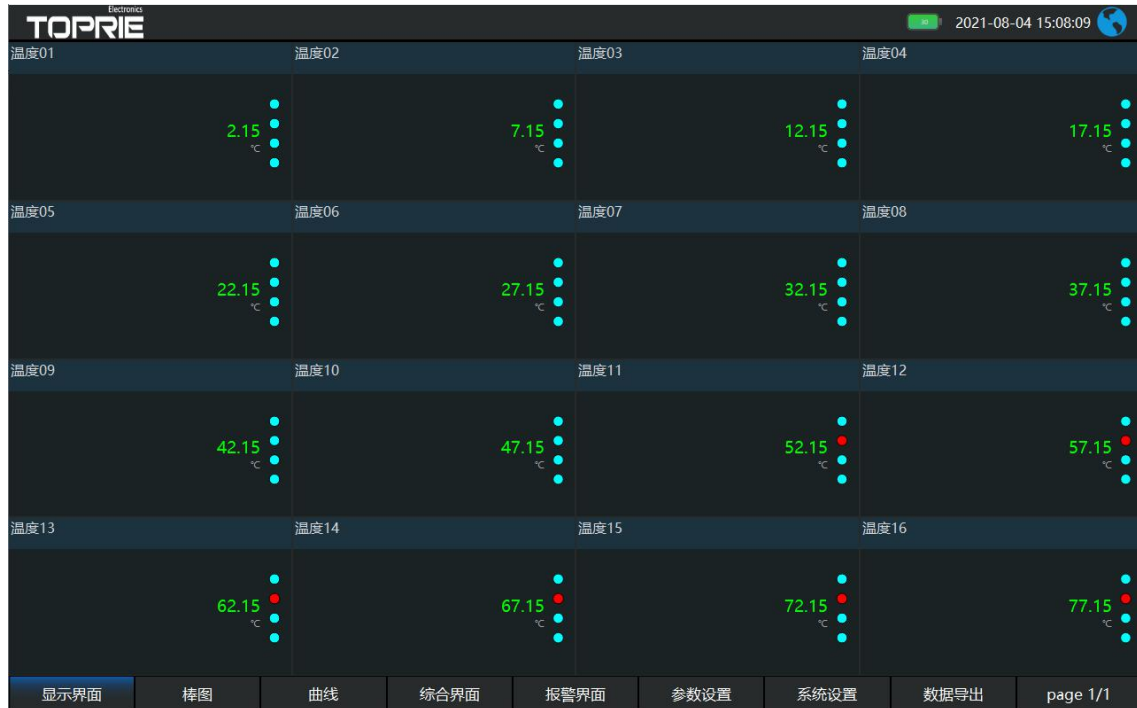 Electronics
TOPRIE
30 2021-08-04 15:08:09
温度01 温度02 温度03 温度04
2.15 7.15 12.15 17.15
℃ ℃ ℃ ℃
温度05 温度06 温度07 温度08
22.15 27.15 32.15 37.15
℃ ℃ ℃ ℃
温度09 温度10 温度11 温度12
42.15 47.15 52.15 57.15
℃ ℃ ℃ ℃
温度13 温度14 温度15 温度16
62.15 67.15 72.15 77.15
℃ ℃ ℃ ℃
显示界面 棒图 曲线 综合界面 报警界面 参数设置 系统设置 数据导出 page 1/1